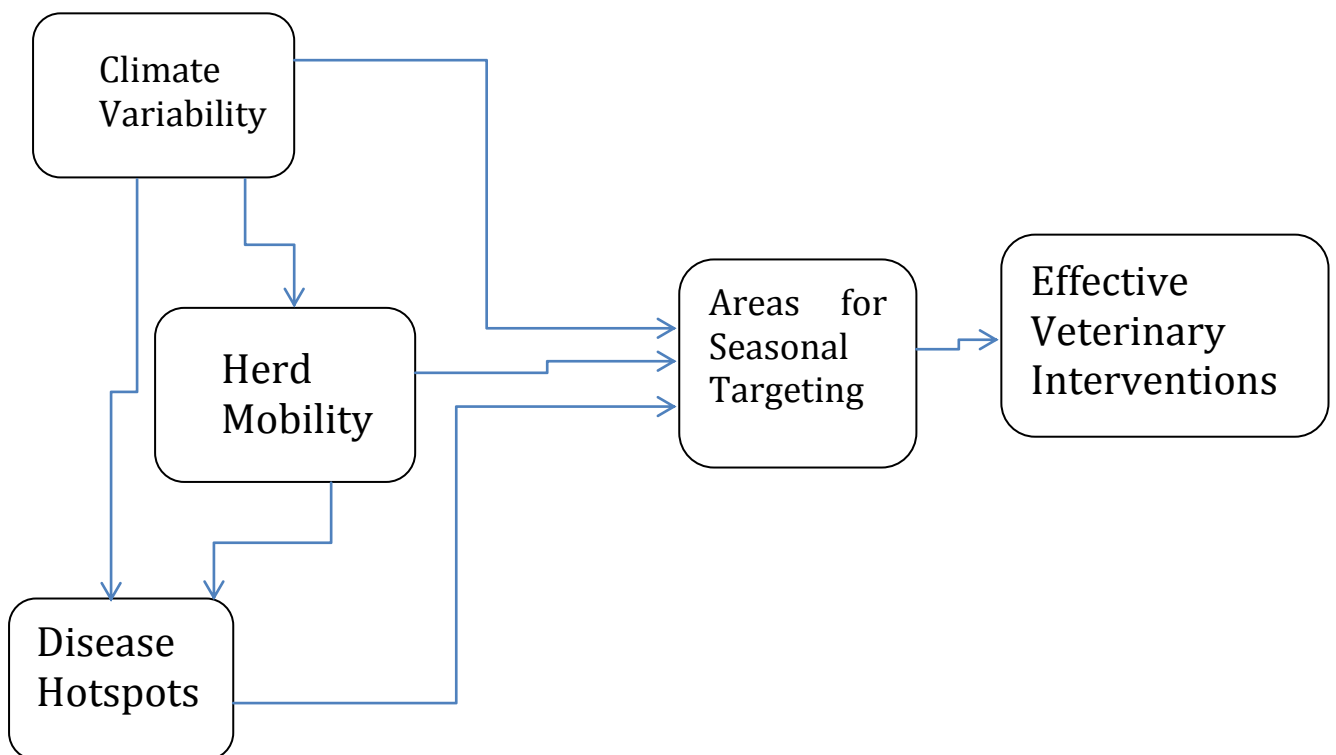 Climate
Variability
Herd
Mobility
Disease
Hotspots
Areas for
Seasonal
Targeting
Effective
Veterinary
Interventions